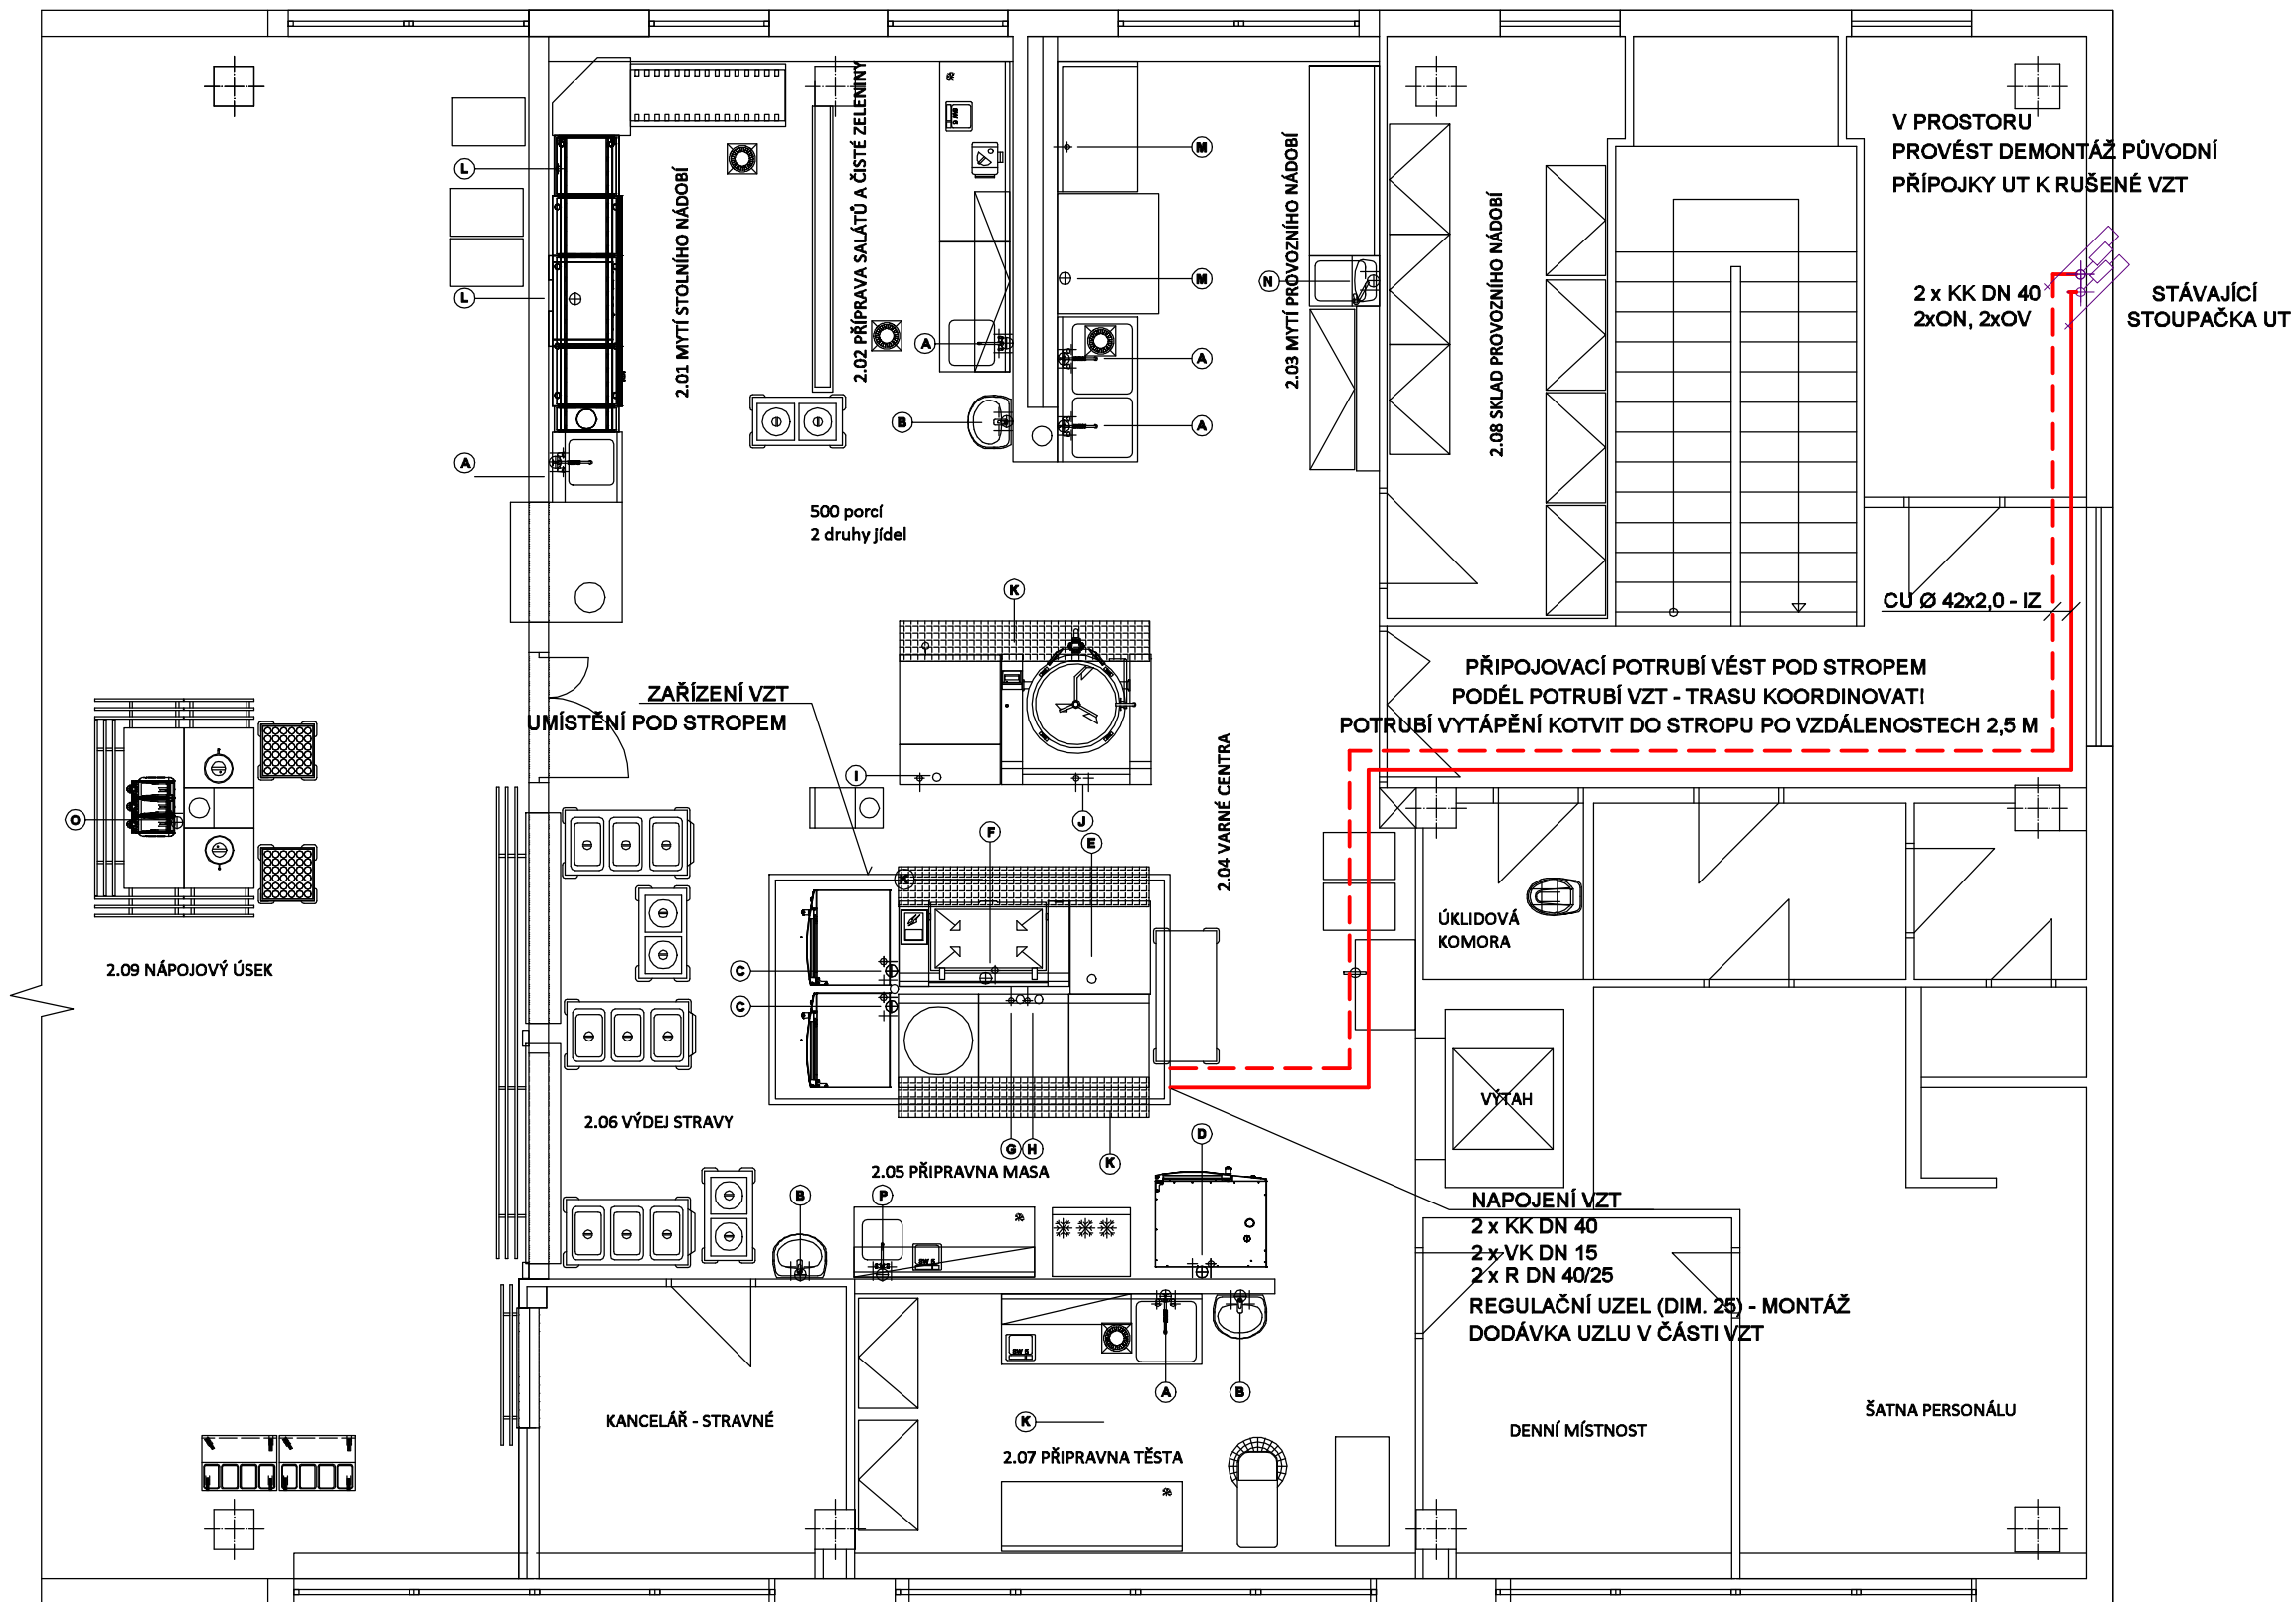 V PROSTORU
PROVÉST DEMONTÁŽ PŮVODNÍ
PŘÍPOJKY UT K RUŠENÉ VZT
2 x KK DN 40
2xON, 2xOV
STÁVAJÍCÍ
STOUPAČKA UT
2.01 MYTÍ STOLNÍHO NÁDOBÍ
2.02 PŘÍPRAVA SALÁTŮ A ČISTÉ ZELENINY
2.03 MYTÍ PROVOZNÍHO NÁDOBÍ
2.08 SKLAD PROVOZNÍHO NÁDOBÍ
L
L
A
A
B
M
M
A
A
N
500 porcí
2 druhy jídel
K
CU Ø 42x2,0 - IZ
PŘIPOJOVACÍ POTRUBÍ VÉST POD STROPEM
PODÉL POTRUBÍ VZT - TRASU KOORDINOVAT!
POTRUBÍ VYTÁPĚNÍ KOTVIT DO STROPU PO VZDÁLENOSTECH 2,5 M
ZAŘÍZENÍ VZT
UMÍSTĚNÍ POD STROPEM
I
J
O
F
E
K
2.04 VARNÉ CENTRA
ÚKLIDOVÁ
KOMORA
2.09 NÁPOJOVÝ ÚSEK
C
C
VÝTAH
2.06 VÝDEJ STRAVY
G
H
D
K
2.05 PŘIPRAVNA MASA
B
P
NAPOJENÍ VZT
2 x KK DN 40
2 x VK DN 15
2 x R DN 40/25
REGULAČNÍ UZEL (DIM. 25) - MONTÁŽ
DODÁVKA UZLU V ČÁSTI VZT
A
B
K
KANCELÁŘ - STRAVNÉ
2.07 PŘIPRAVNA TĚSTA
DENNÍ MÍSTNOST
ŠATNA PERSONÁLU